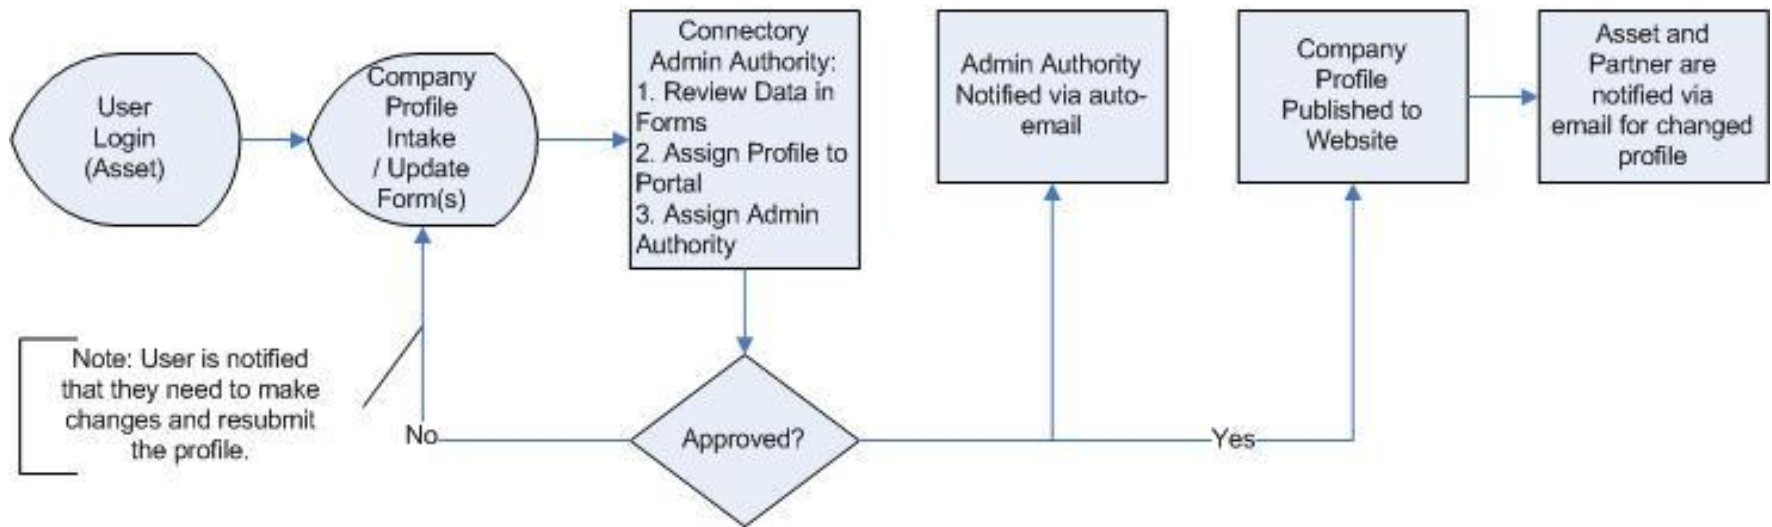 User
Login
(Asset)
Company
Profile
Intake
/ Update
Form(s)
Connectory
Admin Authority:
1. Review Data in
Forms
2. Assign Profile to
Portal
3. Assign Admin
Authority
Admin Authority
Notified via auto-
email
Company
Profile
Published to
Website
Asset and
Partner are
notified via
email for changed
profile
Note: User is notified
that they need to make
changes and resubmit
the profile.
No
Approved?
Yes